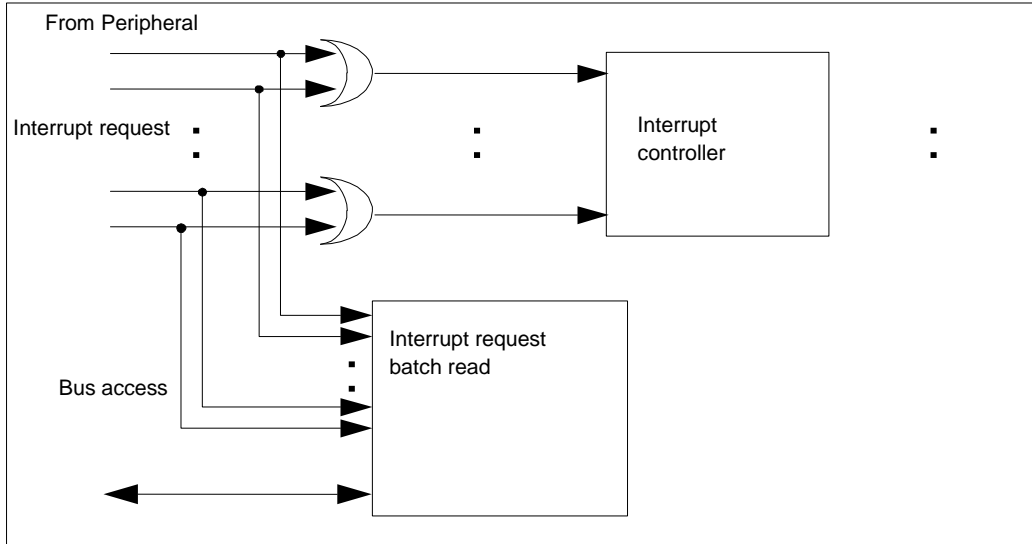 From Peripheral
Interrupt request
Interrupt
controller
Interrupt request
batch read
Bus access